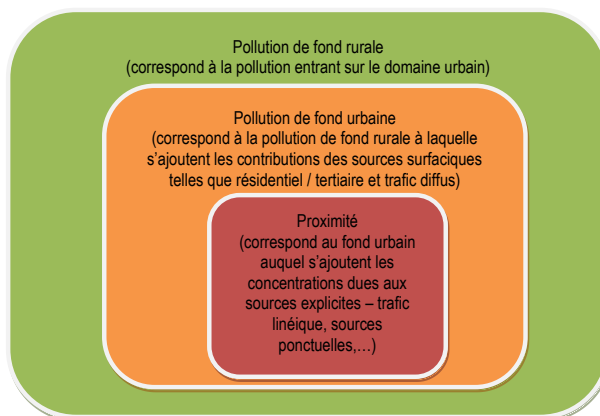 Pollution de fond rurale
(correspond à la pollution entrant sur le domaine urbain)
Pollution de fond urbaine
(correspond à la pollution de fond rurale à laquelle
s'ajoutent les contributions des sources surfaciques
telles que résidentiel / tertiaire et trafic diffus)
Proximité
(correspond au fond urbain
auquel s'ajoutent les
concentrations dues aux
sources explicites – trafic
linéique, sources
ponctuelles,…)